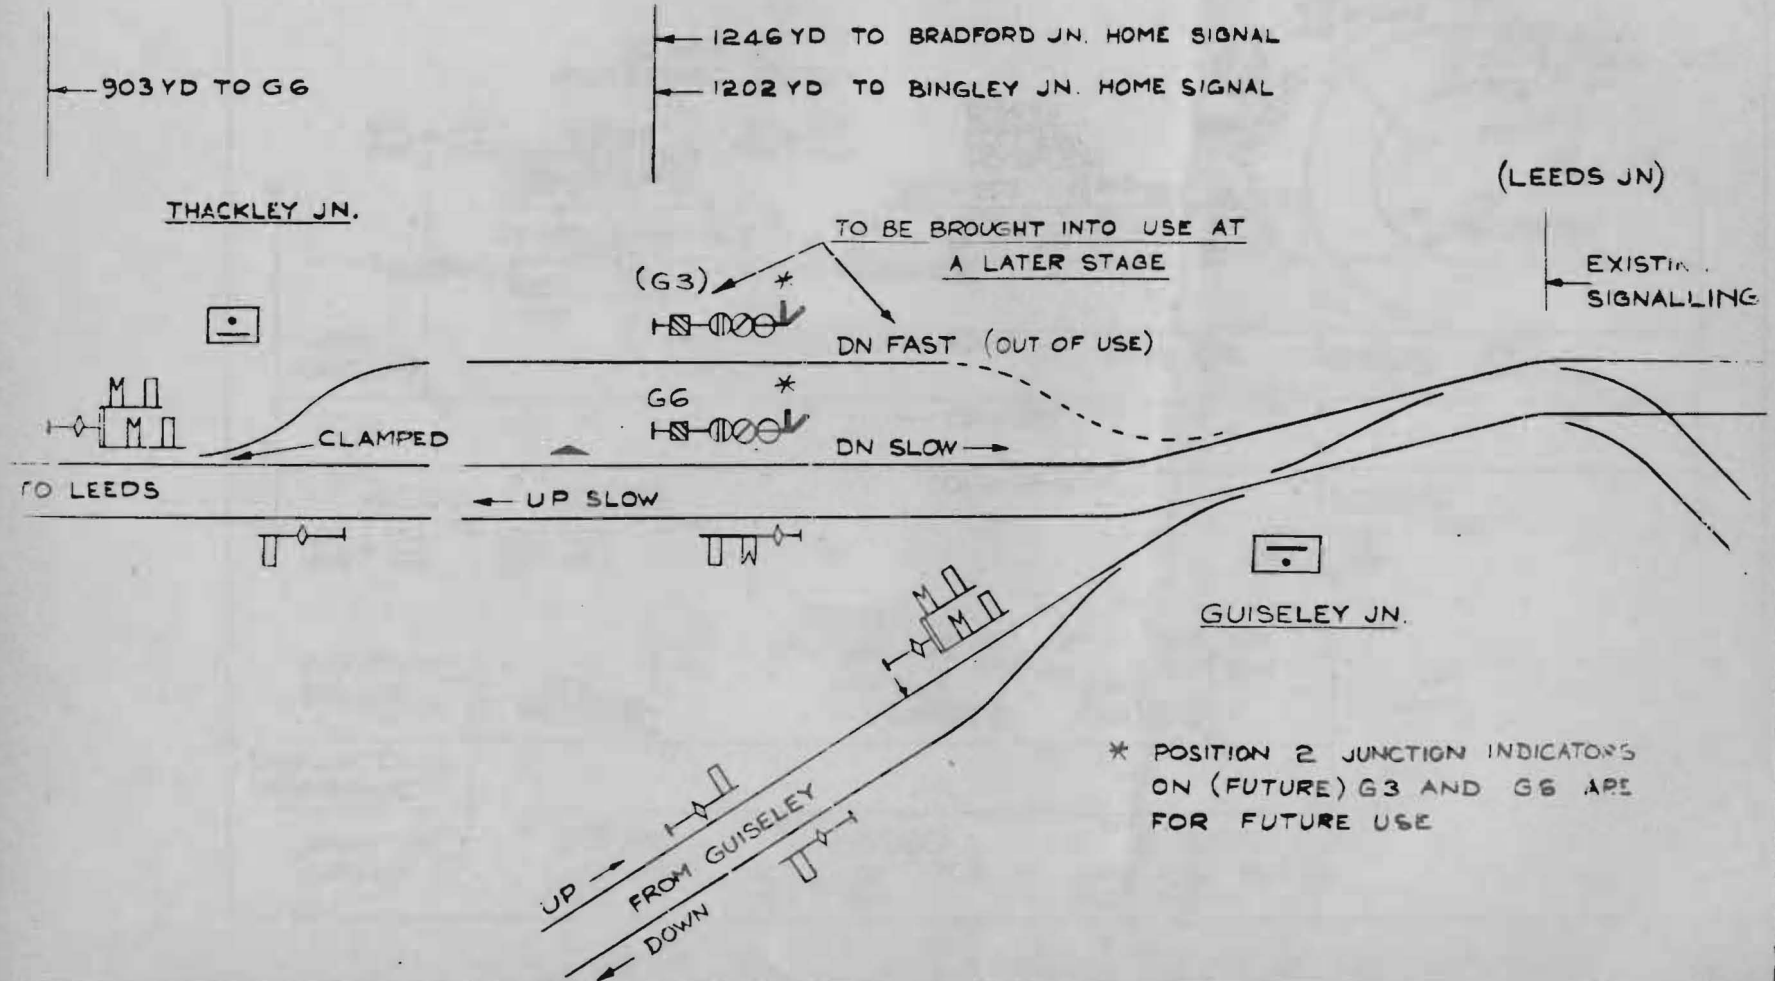 1246 YD TO BRADFORD JN. HOME SIGNAL
903 YD TO G6
1202 YD TO BINGLEY JN. HOME SIGNAL
(LEEDS JN)
THACKLEY JN.
TO BE BROUGHT INTO USE AT
A LATER STAGE
(G3) *
SIGNALLING
DN FAST (OUT OF USE)
G6 *
M
M
CLAMPED
DN SLOW
TO LEEDS
UP SLOW
M
M
GUISELEY JN.
* POSITION 2 JUNCTION INDICATORS
ON (FUTURE) G3 AND G6 ARE
FOR FUTURE USE
UP
FROM GUISELEY
DOWN